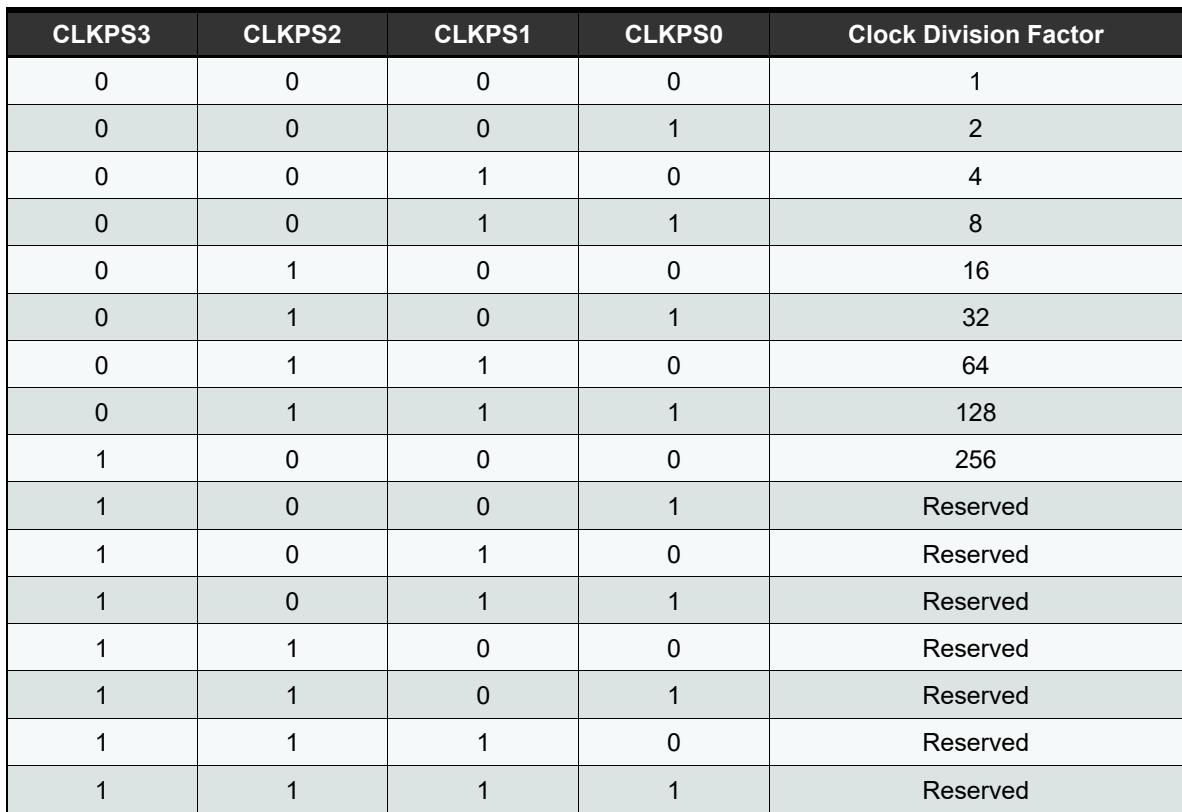 CLKPS3 CLKPS2 CLKPS1 CLKPS0 Clock Division Factor
0 0 0 0 1
0 0 0 1 2
0 0 1 0 4
0 0 1 1 8
0 1 0 0 16
0 1 0 1 32
0 1 1 0 64
0 1 1 1 128
1 0 0 0 256
1 0 0 1 Reserved
1 0 1 0 Reserved
1 0 1 1 Reserved
1 1 0 0 Reserved
1 1 0 1 Reserved
1 1 1 0 Reserved
1 1 1 1 Reserved